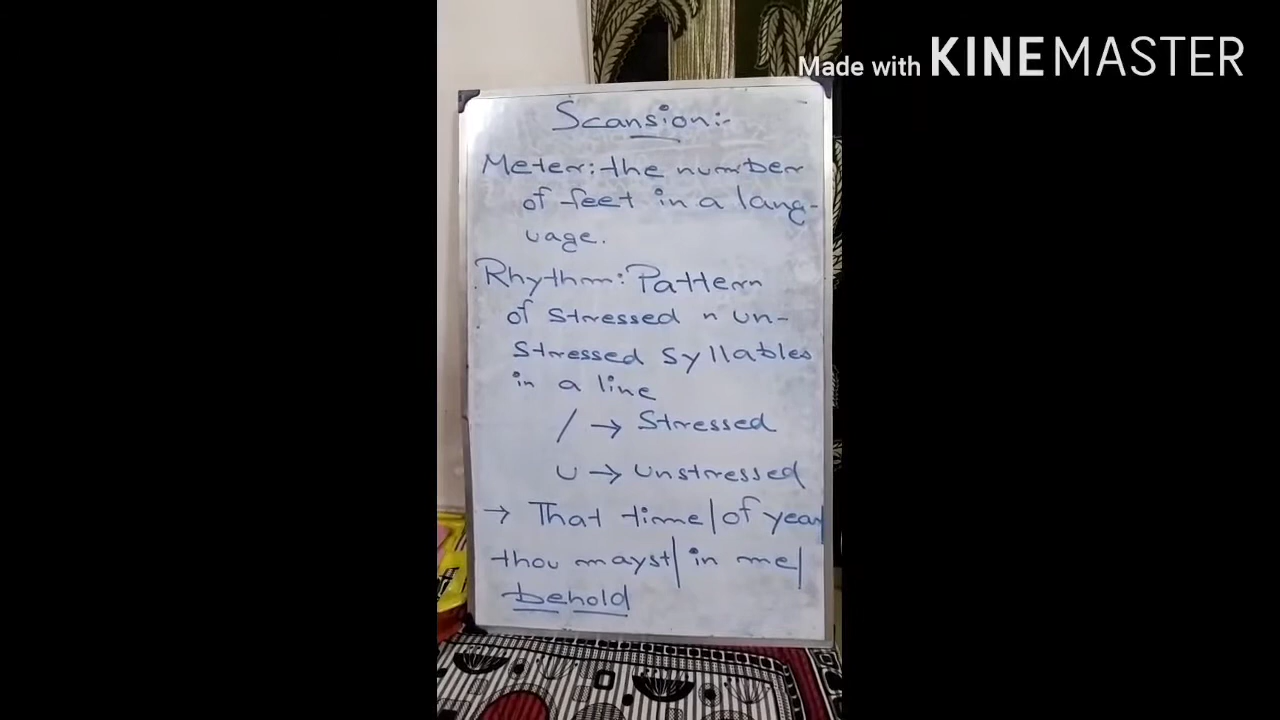 Made with KINEMASTER
Scansion:-
Meter: the number
of feet in a lang-
uage.
Rhythm: Pattern
of stressed n un-
stressed syllables
in a line
/ → Stressed
∪ → unstressed
→ That time/of year/
thou mayst/in me/
behold